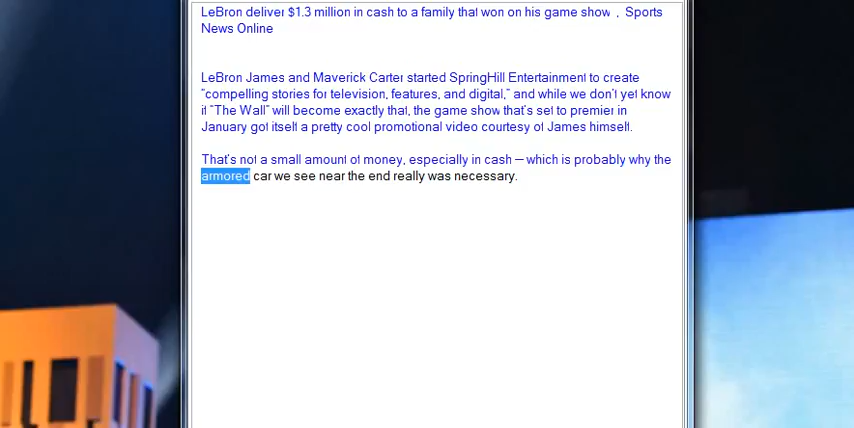 LeBron deliver $1.3 million in cash to a family that won on his game show , Sports
News Online
LeBron James and Maverick Carter started SpringHill Entertainment to create
“compelling stories for television, features, and digital,” and while we don’t yet know
if “The Wall” will become exactly that, the game show that’s set to premier in
January got itself a pretty cool promotional video courtesy of James himself.
That’s not a small amount of money, especially in cash — which is probably why the
armored car we see near the end really was necessary.